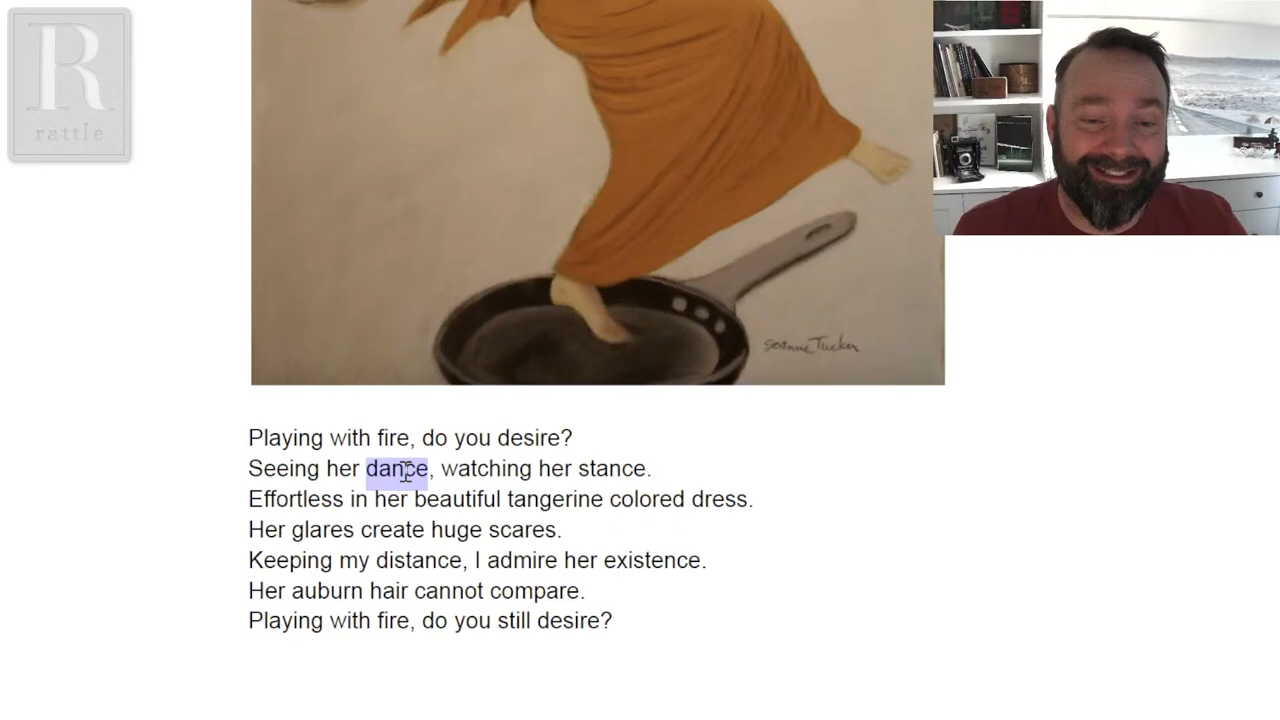 R
rattle
Seanne Tucker
Playing with fire, do you desire?
Seeing her dance, watching her stance.
Effortless in her beautiful tangerine colored dress.
Her glares create huge scares.
Keeping my distance, I admire her existence.
Her auburn hair cannot compare.
Playing with fire, do you still desire?